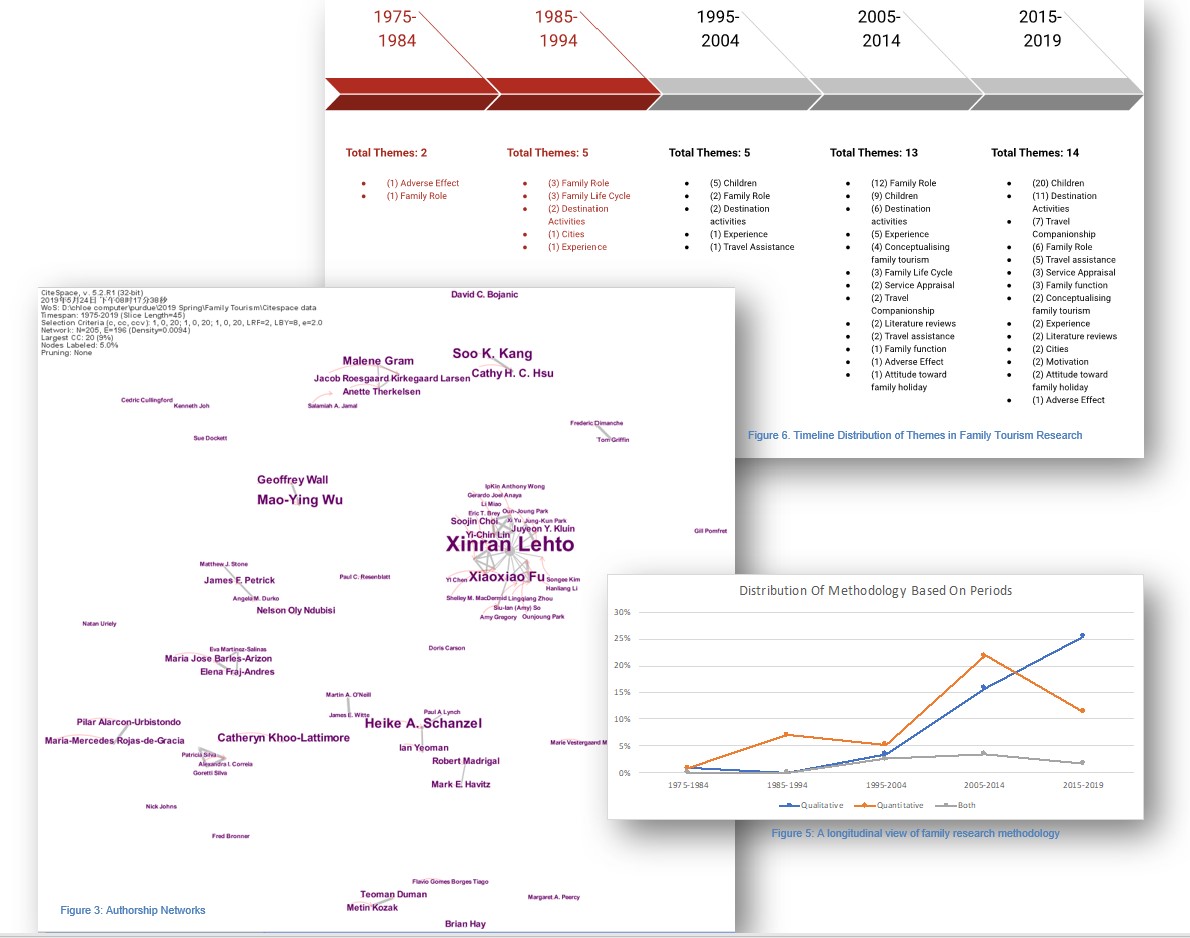 1975-
1984
1985-
1994
1995-
2004
2005-
2014
2015-
2019
Total Themes: 2
(1) Adverse Effect
(1) Family Role
Total Themes: 5
(3) Family Role
(3) Family Life Cycle
(2) Destination
Activities
(1) Cities
(1) Experience
Total Themes: 5
(5) Children
(2) Family Role
(2) Destination
activities
(1) Experience
(1) Travel Assistance
Total Themes: 13
(12) Family Role
(9) Children
(6) Destination
activities
(5) Experience
(4) Conceptualising
family tourism
(3) Family Life Cycle
(2) Service Appraisal
(2) Travel
Companionship
(2) Literature reviews
(2) Travel assistance
(1) Family function
(1) Adverse Effect
(1) Attitude toward
family holiday
Total Themes: 14
(20) Children
(11) Destination
Activities
(7) Travel
Companionship
(6) Family Role
(5) Travel assistance
(3) Service Appraisal
(3) Family function
(2) Conceptualising
family tourism
(2) Experience
(2) Literature reviews
(2) Cities
(2) Motivation
(2) Attitude toward
family holiday
(1) Adverse Effect
Figure 6. Timeline Distribution of Themes in Family Tourism Research
CiteSpace, v. 5.2.R1 (32-bit)
2019年5月24日 下午08时17分38秒
WoS: D:\chloe computer\purdue\2019 Spring\Family Tourism\Citespace data
Timespan: 1975-2019 (Slice Length=45)
Selection Criteria (c, cc, ccv): 1, 0, 20; 1, 0, 20; 1, 0, 20, LRF=2, LBY=8, e=2.0
Network: N=205, E=196 (Density=0.0094)
Largest CC: 20 (9%)
Nodes Labeled: 5.0%
Pruning: None
David C. Bojanic
Soo K. Kang
Malene Gram
Cathy H. C. Hsu
Jacob Roesgaard Kirkegaard Larsen
Anette Therkelsen
Cedric Cullingford
Kenneth Joh
Salamiah A. Jamal
Frederic Dimanche
Tom Griffin
Sue Dockett
Geoffrey Wall
Mao-Ying Wu
IpKin Anthony Wong
Gerardo Joel Anaya
Li Miao
Eric T. Brey
Oun-Joung Park
Soojin Choi
Xi Yu
Jung-Kun Park
Juyeon Y. Kluin
Yi-Chin Lin
Xinran Lehto
Gill Pomfret
Matthew J. Stone
James F. Petrick
Paul C. Rosenblatt
Yi Chen
Xiaoxiao Fu
Songee Kim
Hanliang Li
Angela M. Durko
Shelley M. MacDermid
Lingqiang Zhou
Nelson Oly Ndubisi
Siu-Ian (Amy) So
Amy Gregory
Ounjoung Park
Natan Uriely
Eva Martinez-Salinas
Doris Carson
Maria Jose Barles-Arizon
Elena Fraj-Andres
Martin A. O'Neill
James E. Witte
Paul A Lynch
Pilar Alarcon-Urbistondo
Heike A. Schanzel
Maria-Mercedes Rojas-de-Gracia
Catheryn Khoo-Lattimore
Marie Vestergaard M
Ian Yeoman
Patricia Silva
Alexandra I. Correia
Robert Madrigal
Goretti Silva
Mark E. Havitz
Nick Johns
Fred Bronner
Flavio Gomes Borges Tiago
Teoman Duman
Margaret A. Peercy
Metin Kozak
Brian Hay
Figure 3: Authorship Networks
Distribution Of Methodology Based On Periods
30%
25%
20%
15%
10%
5%
0%
1975-1984
1985-1994
1995-2004
2005-2014
2015-2019
Qualitative
Quantitative
Both
Figure 5: A longitudinal view of family research methodology